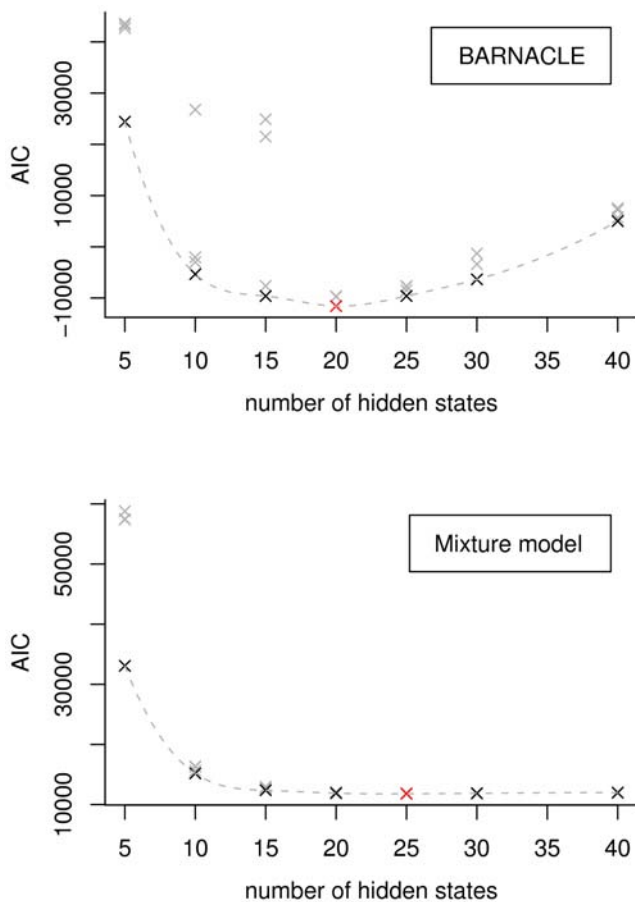 BARNACLE
AIC
30000
10000
−10000
5 10 15 20 25 30 35 40
number of hidden states
Mixture model
AIC
50000
30000
10000
5 10 15 20 25 30 35 40
number of hidden states